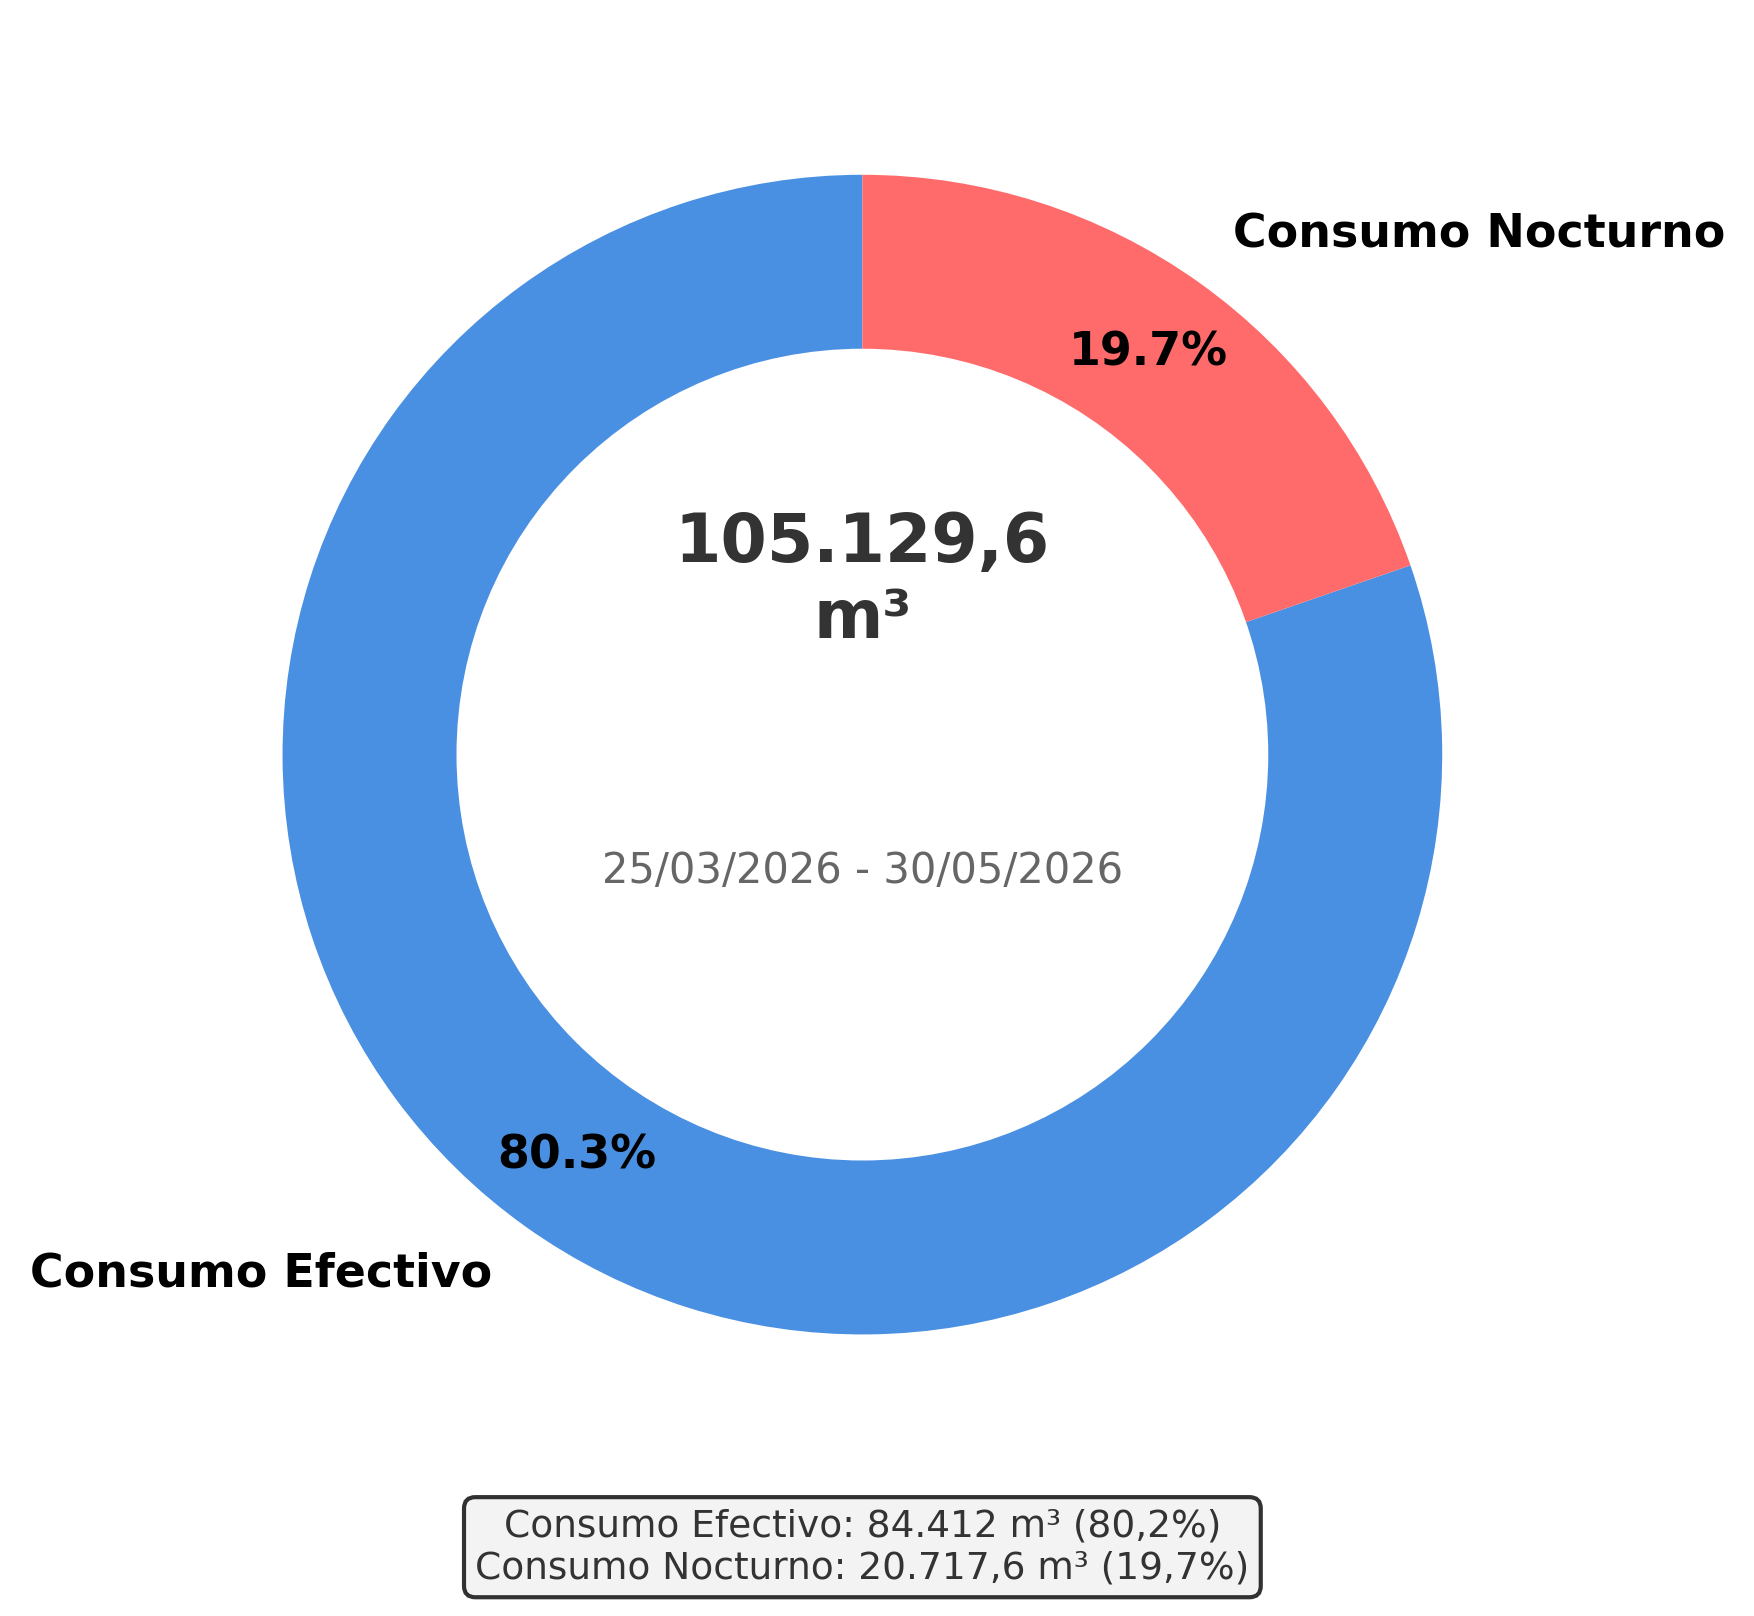 Consumo Nocturno
19.7%
105.129,6
m³
25/03/2026 - 30/05/2026
80.3%
Consumo Efectivo
Consumo Efectivo: 84.412 m³ (80,2%)
Consumo Nocturno: 20.717,6 m³ (19,7%)